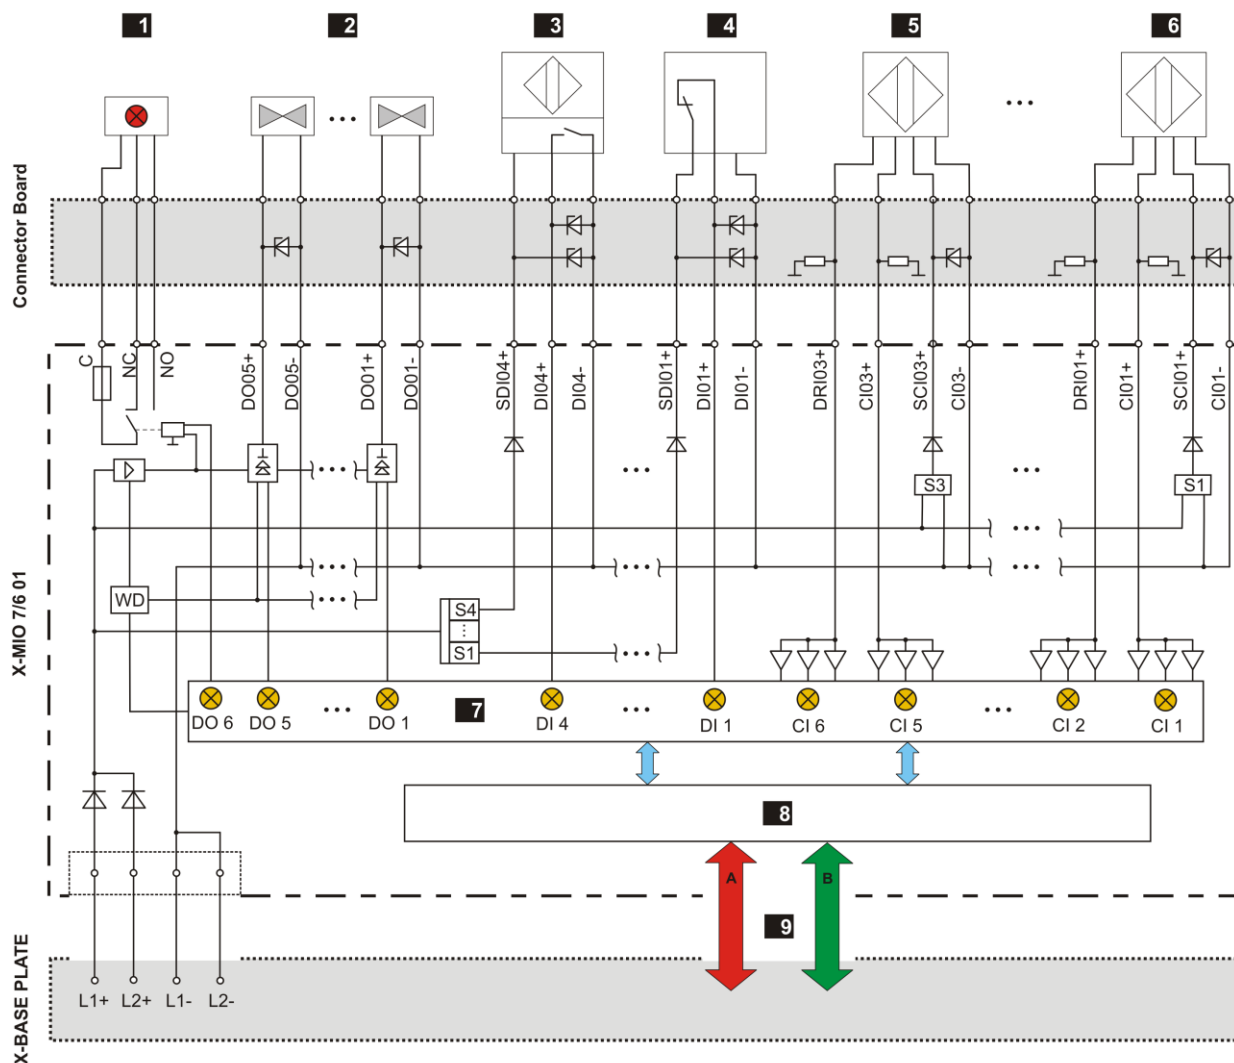 1 2 3 4 5 6
Connector Board
C NC NO DO05+ DO05- DO01+ DO01- SDI04+ DI04+ DI04- SDI01+ DI01+ DI01- DRI03+ CI03+ SCI03+ CI03- DRI01+ CI01+ SCI01+ CI01-
S3 S1
WD
S4
S1
X-MIO 7/6 01
DO 6 DO 5 DO 1 7 DI 4 DI 1 CI 6 CI 5 CI 2 CI 1
8
A B
9
L1+ L2+ L1- L2-
X-BASE PLATE